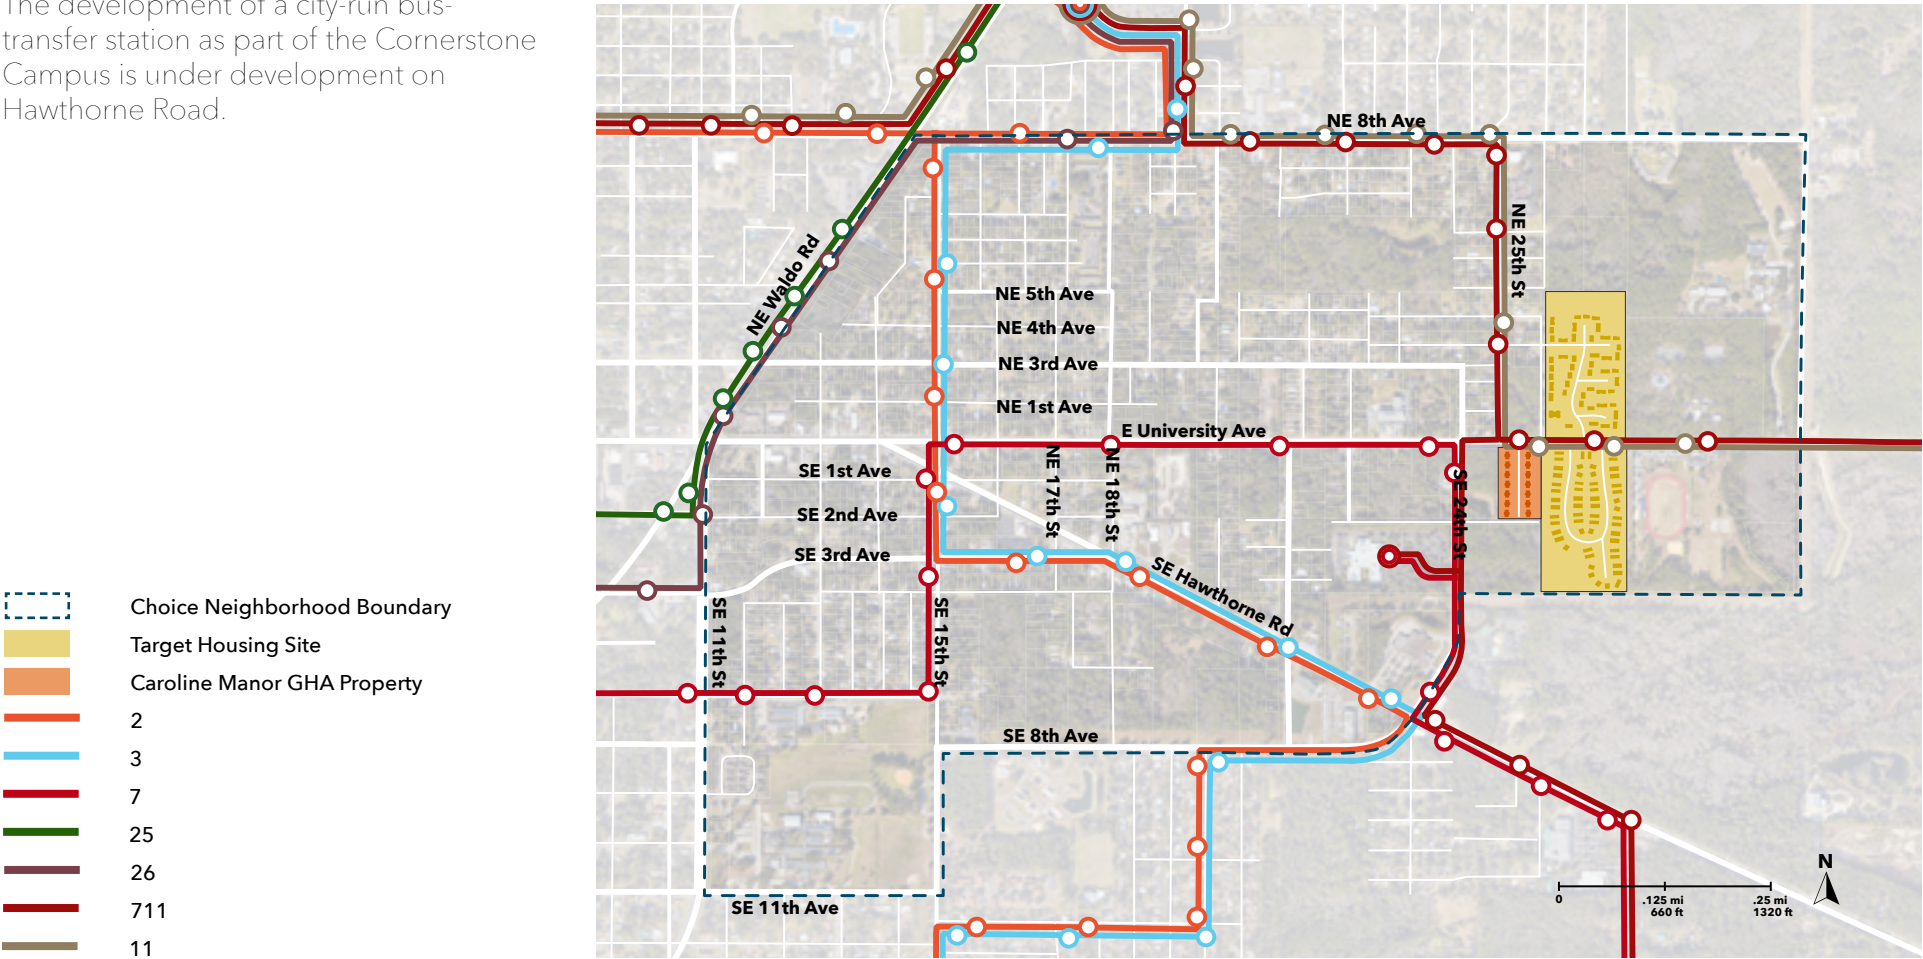 The development of a city-run bus-
transfer station as part of the Cornerstone
Campus is under development on
Hawthorne Road.
Choice Neighborhood Boundary
Target Housing Site
Caroline Manor GHA Property
2
3
7
25
26
711
11
NE 8th Ave
NE 25th St
NE Waldo Rd
NE 5th Ave
NE 4th Ave
NE 3rd Ave
NE 1st Ave
E University Ave
SE 1st Ave
NE 17th St
NE 18th St
SE 24th St
SE 2nd Ave
SE 3rd Ave
SE Hawthorne Rd
SE 11th St
SE 15th St
SE 8th Ave
SE 11th Ave
N
0
.125 mi
660 ft
.25 mi
1320 ft